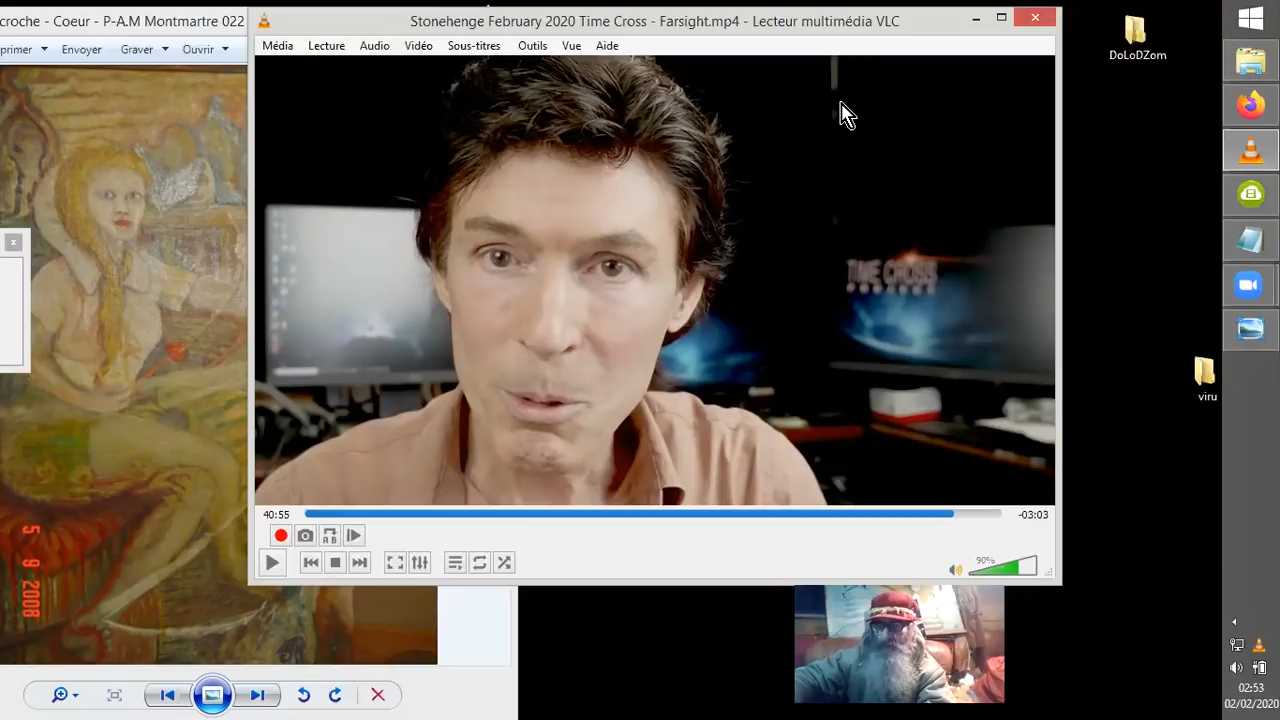 croche - Coeur - P-A.M Montmartre 022
primer
Envoyer
Graver
Ouvrir
x
5 9 2008
Stonehenge February 2020 Time Cross - Farsight.mp4 - Lecteur multimédia VLC
Média Lecture Audio Vidéo Sous-titres Outils Vue Aide
TIME CROSS
40:55
-03:03
A B
90%
DoLoDZom
viru
02:53
02/02/2020